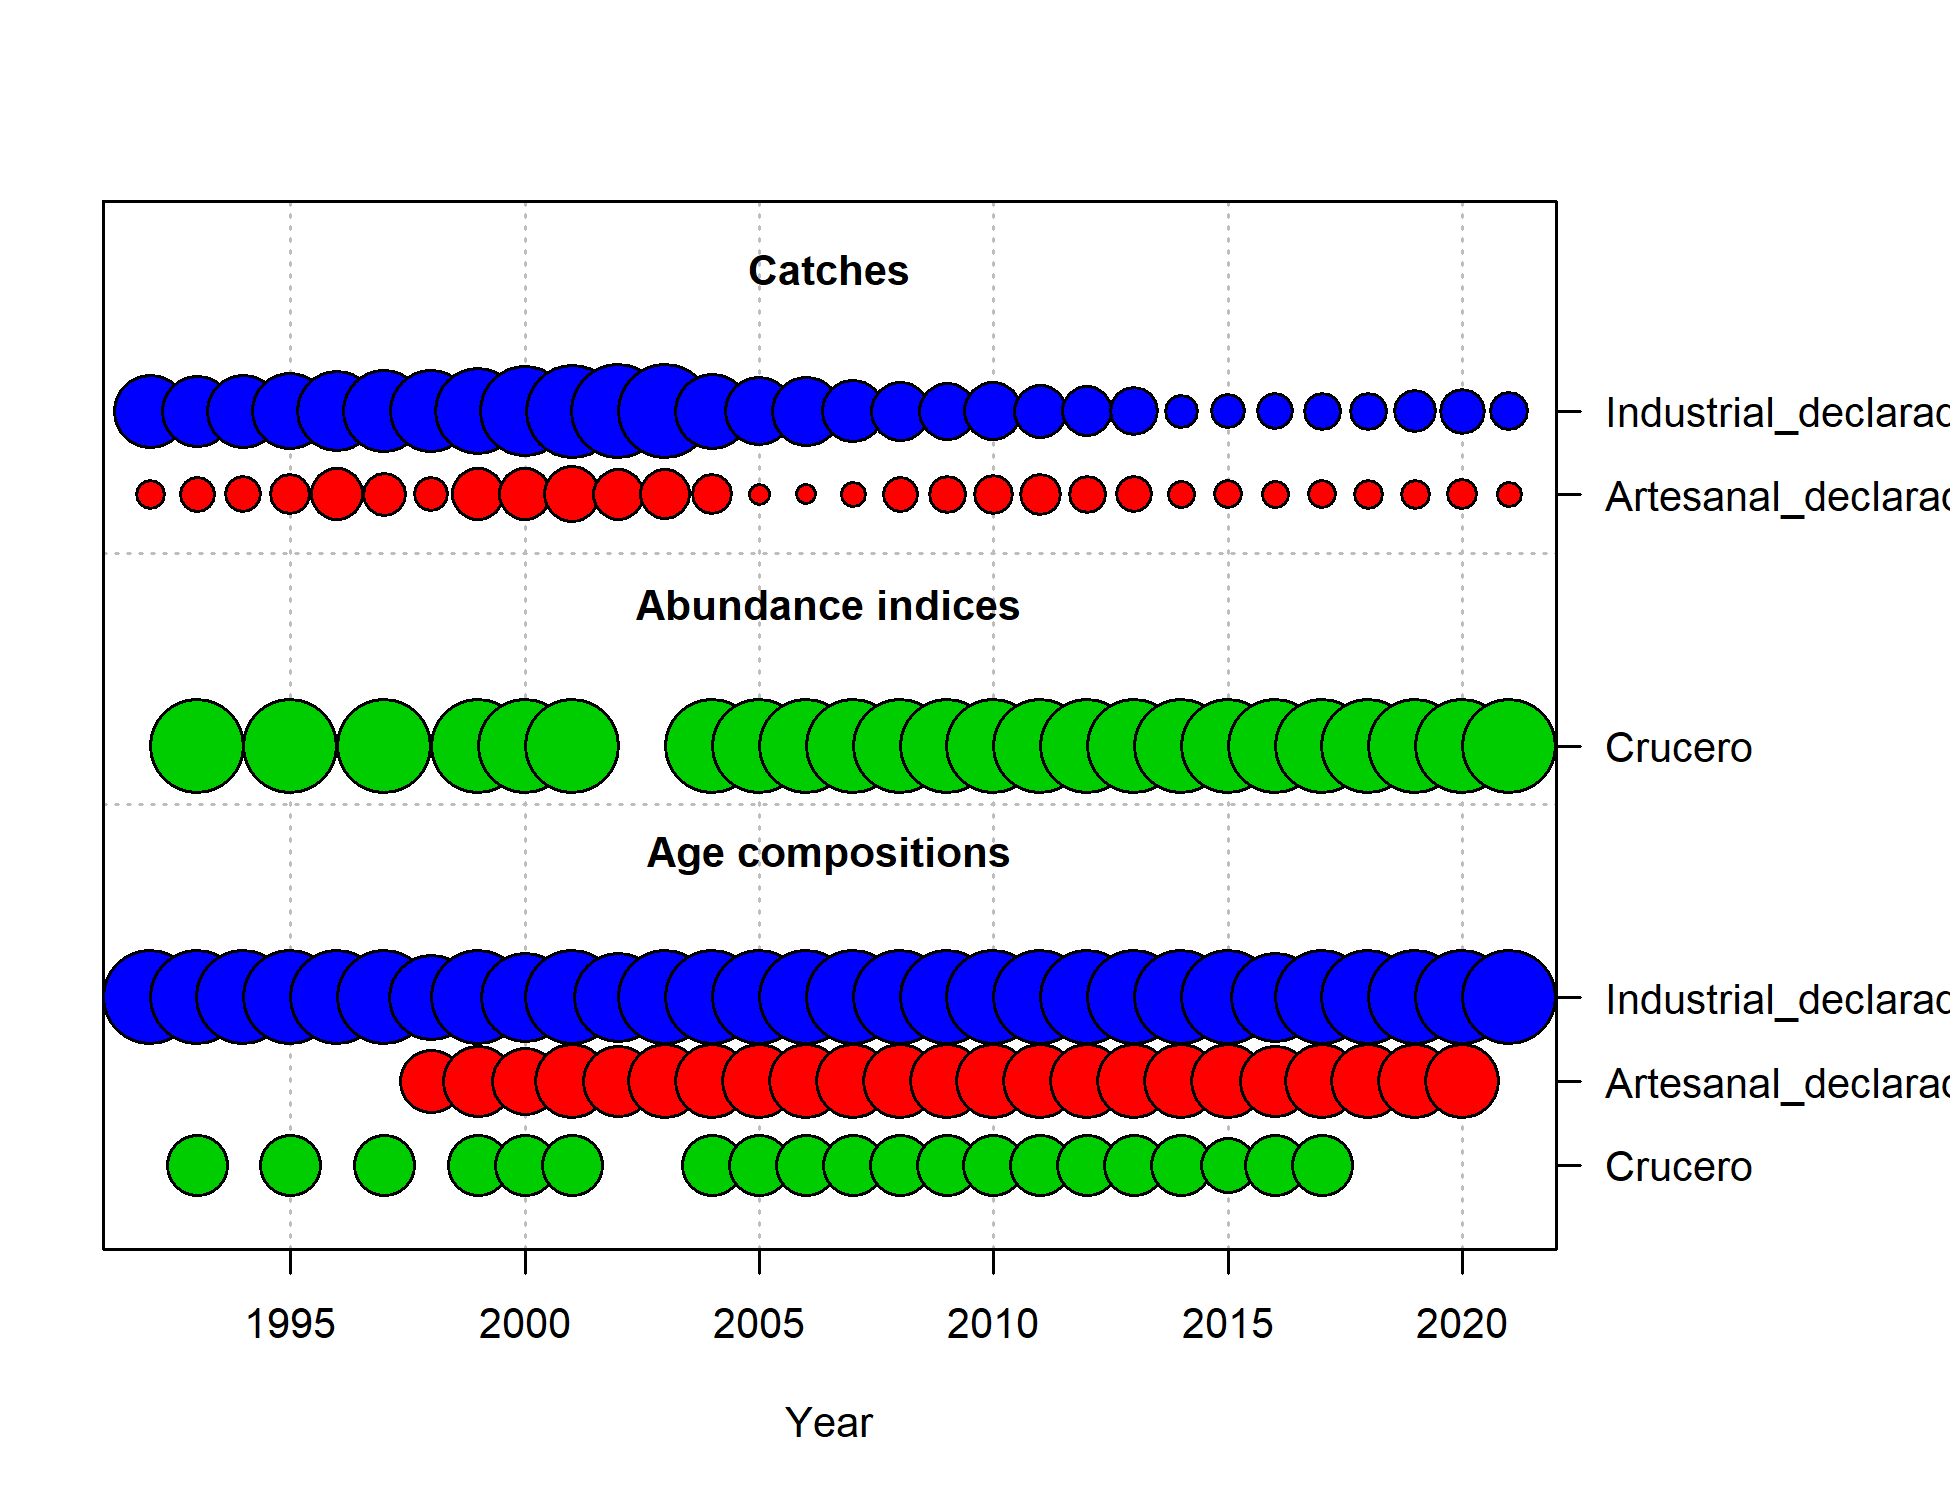 Catches
Industrial_declarac
Artesanal_declarac
Abundance indices
Crucero
Age compositions
Industrial_declarac
Artesanal_declarac
Crucero
1995 2000 2005 2010 2015 2020
Year